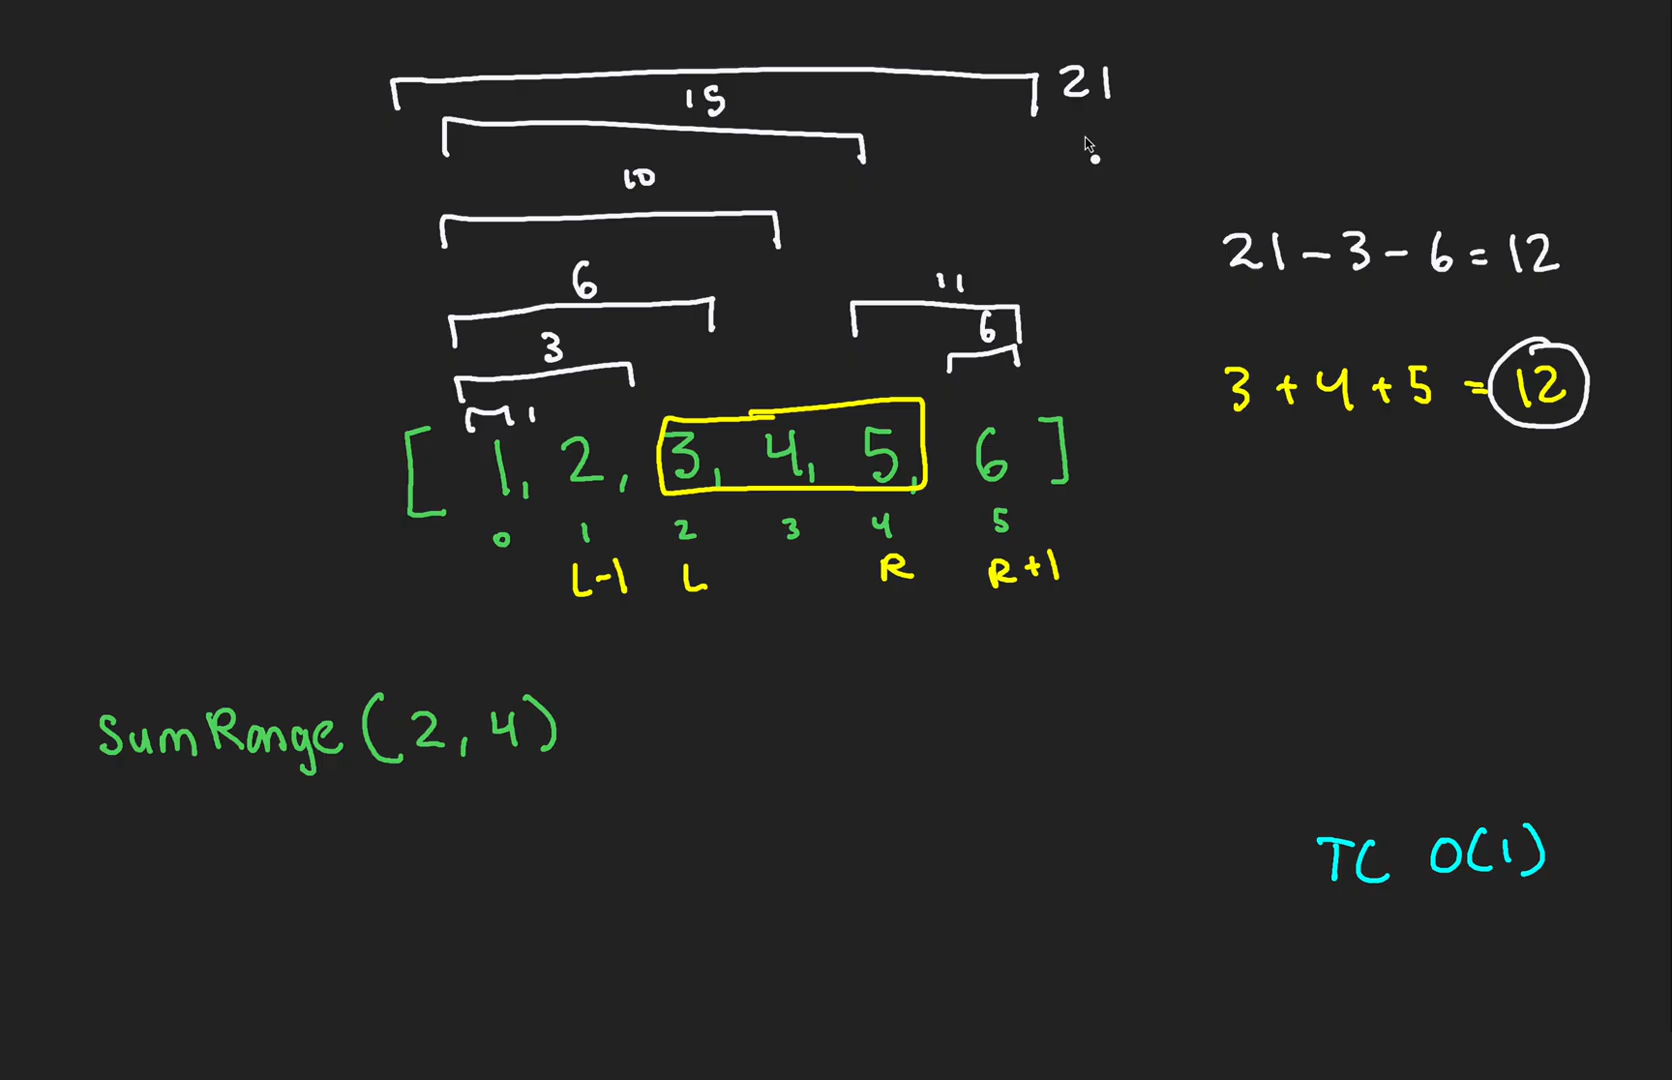 21
15
10
21 - 3 - 6 = 12
6
11
3
6
3 + 4 + 5 = 12
1
[ 1, 2, 3, 4, 5, 6 ]
0 1 2 3 4 5
L-1 L R R+1
SumRange(2,4)
TC O(1)